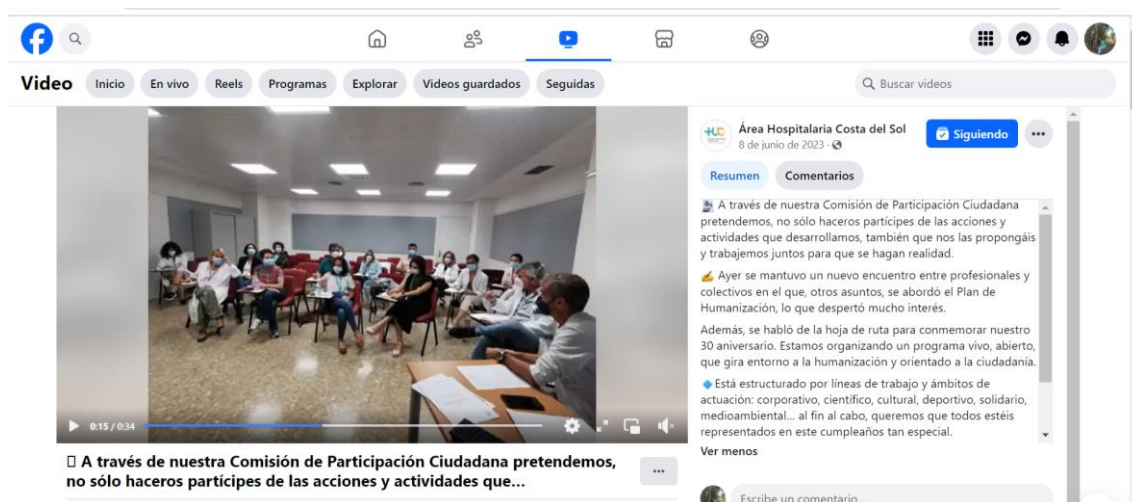 Video
Inicio
En vivo
Reels
Programas
Explorar
Videos guardados
Seguidas
Buscar videos
0:15 / 0:34
A través de nuestra Comisión de Participación Ciudadana pretendemos,
no sólo haceros partícipes de las acciones y actividades que...
Área Hospitalaria Costa del Sol
8 de junio de 2023 ·
Siguiendo
Resumen
Comentarios
A través de nuestra Comisión de Participación Ciudadana
pretendemos, no sólo haceros partícipes de las acciones y
actividades que desarrollamos, también que nos las propongáis
y trabajemos juntos para que se hagan realidad.
Ayer se mantuvo un nuevo encuentro entre profesionales y
colectivos en el que, otros asuntos, se abordó el Plan de
Humanización, lo que despertó mucho interés.
Además, se habló de la hoja de ruta para conmemorar nuestro
30 aniversario. Estamos organizando un programa vivo, abierto,
que gira entorno a la humanización y orientado a la ciudadanía.
Está estructurado por líneas de trabajo y ámbitos de
actuación: corporativo, científico, cultural, deportivo, solidario,
medioambiental... al fin al cabo, queremos que todos estéis
representados en este cumpleaños tan especial.
Ver menos
Escribe un comentario...